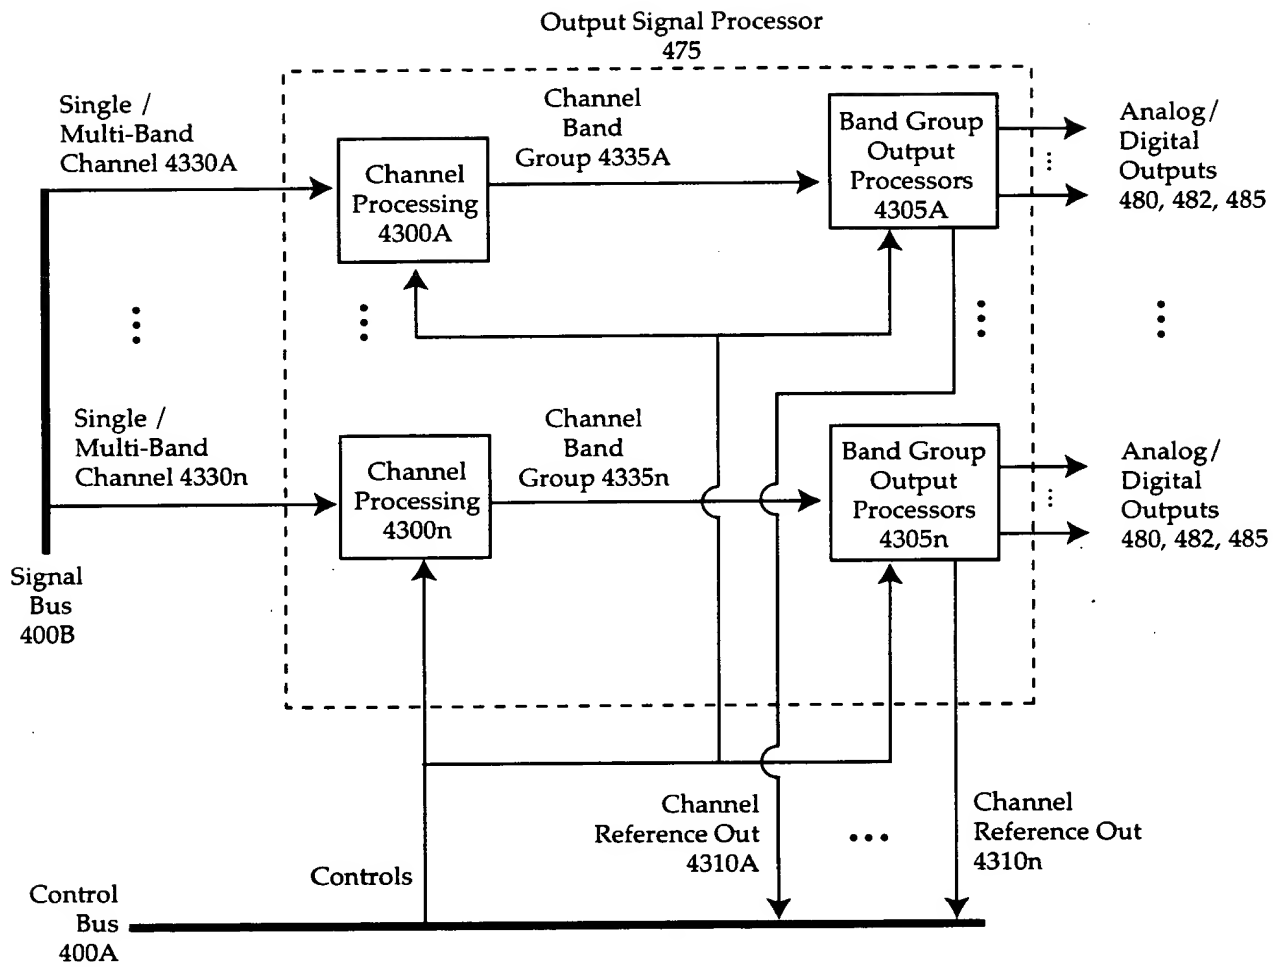 Output Signal Processor
475
Single /
Multi-Band
Channel 4330A
Channel
Band
Group 4335A
Channel
Processing
4300A
Band Group
Output
Processors
4305A
Analog/
Digital
Outputs
480, 482, 485
Single /
Multi-Band
Channel 4330n
Channel
Band
Group 4335n
Channel
Processing
4300n
Band Group
Output
Processors
4305n
Analog/
Digital
Outputs
480, 482, 485
Signal
Bus
400B
Channel
Reference Out
4310A
Channel
Reference Out
4310n
Controls
Control
Bus
400A